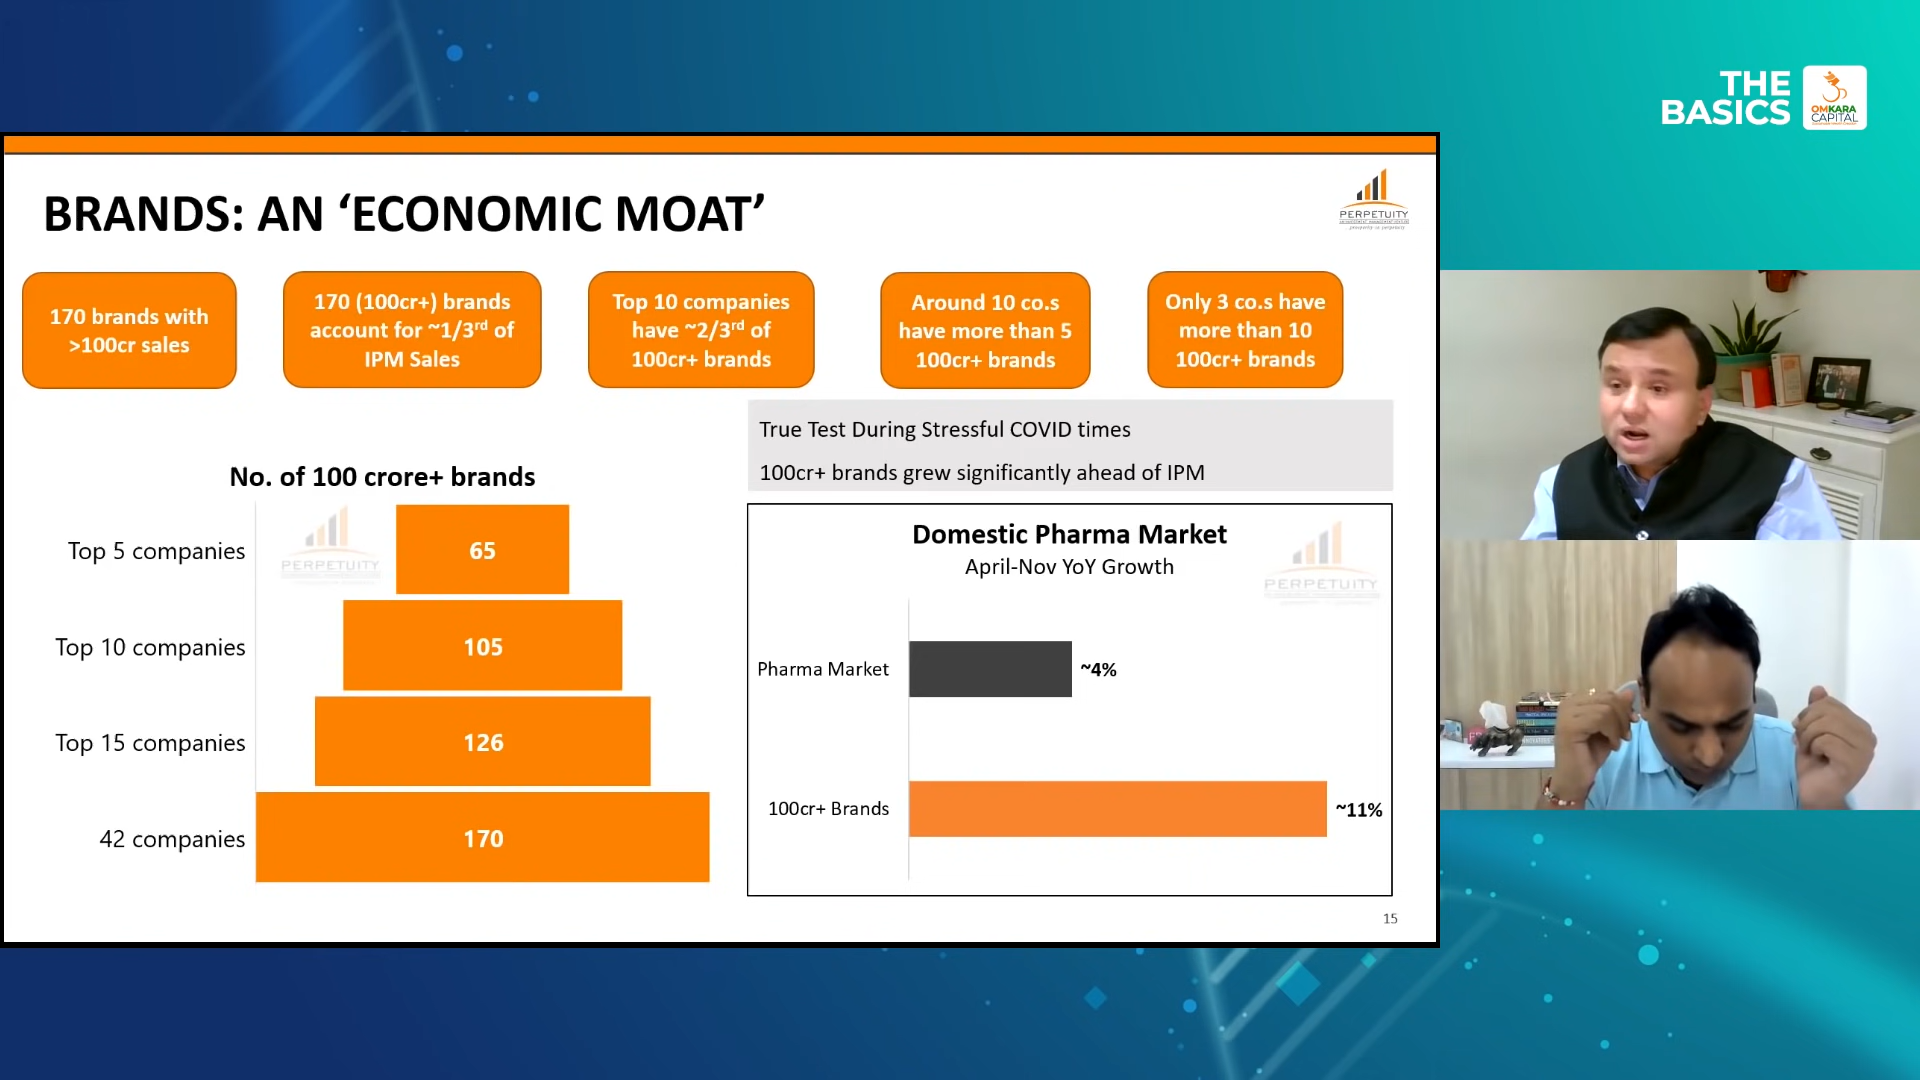 THE
BASICS
OMKARA
CAPITAL
BRANDS: AN ‘ECONOMIC MOAT’
PERPETUITY
170 brands with
>100cr sales
170 (100cr+) brands
account for ~1/3rd of
IPM Sales
Top 10 companies
have ~2/3rd of
100cr+ brands
Around 10 co.s
have more than 5
100cr+ brands
Only 3 co.s have
more than 10
100cr+ brands
True Test During Stressful COVID times
100cr+ brands grew significantly ahead of IPM
No. of 100 crore+ brands
PERPETUITY
Top 5 companies
65
Top 10 companies
105
Top 15 companies
126
42 companies
170
Domestic Pharma Market
April-Nov YoY Growth
PERPETUITY
Pharma Market
~4%
100cr+ Brands
~11%
15